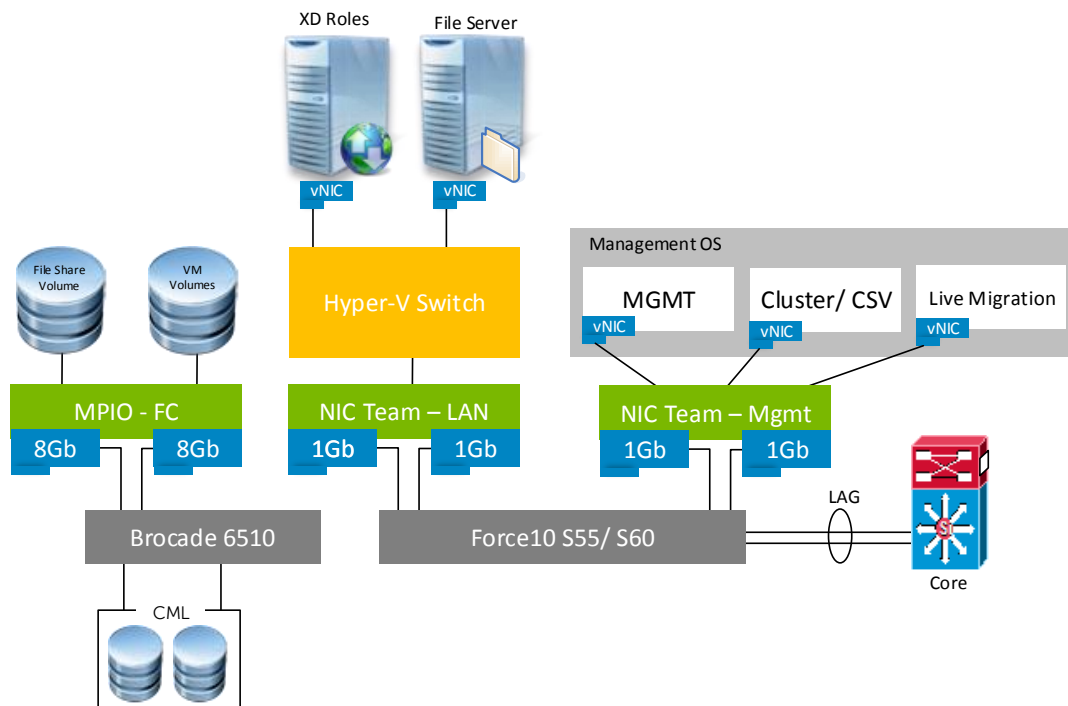 XD Roles
File Server
vNIC
vNIC
Management OS
File Share
Volume
VM
Volumes
Hyper-V Switch
MGMT
Cluster/ CSV
Live Migration
vNIC
vNIC
vNIC
MPIO - FC
NIC Team – LAN
NIC Team – Mgmt
8Gb
8Gb
1Gb
1Gb
1Gb
1Gb
LAG
Brocade 6510
Force10 S55/ S60
Si
Core
CML